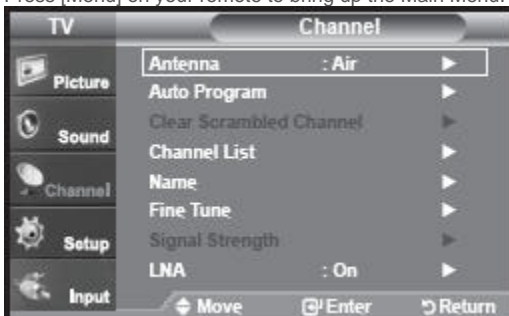 Press [Menu] on your remote to bring up the Main Menu.
TV
Channel
Picture
Sound
Channel
Setup
Input
Antenna : Air
Auto Program
Clear Scrambled Channel
Channel List
Name
Fine Tune
Signal Strength
LNA : On
Move Enter Return